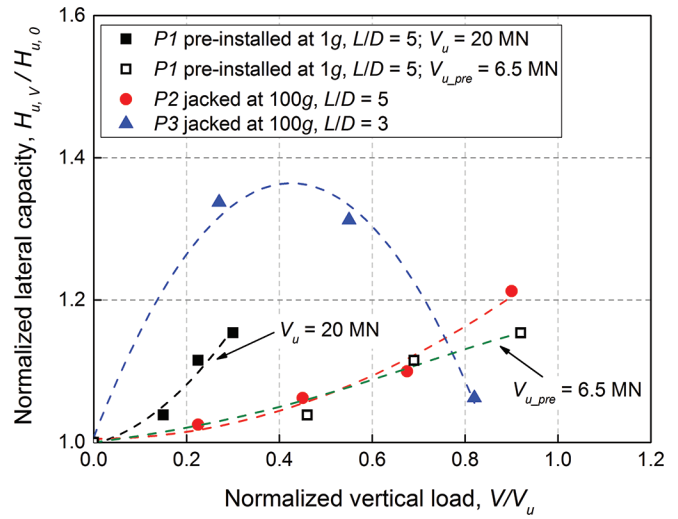 1.6
P1 pre-installed at 1g, L/D = 5; Vu = 20 MN
P1 pre-installed at 1g, L/D = 5; Vu_pre = 6.5 MN
P2 jacked at 100g, L/D = 5
P3 jacked at 100g, L/D = 3
1.4
1.2
1.0
Normalized lateral capacity, Hu, V / Hu, 0
Vu = 20 MN
Vu_pre = 6.5 MN
0.0 0.2 0.4 0.6 0.8 1.0 1.2
Normalized vertical load, V/Vu